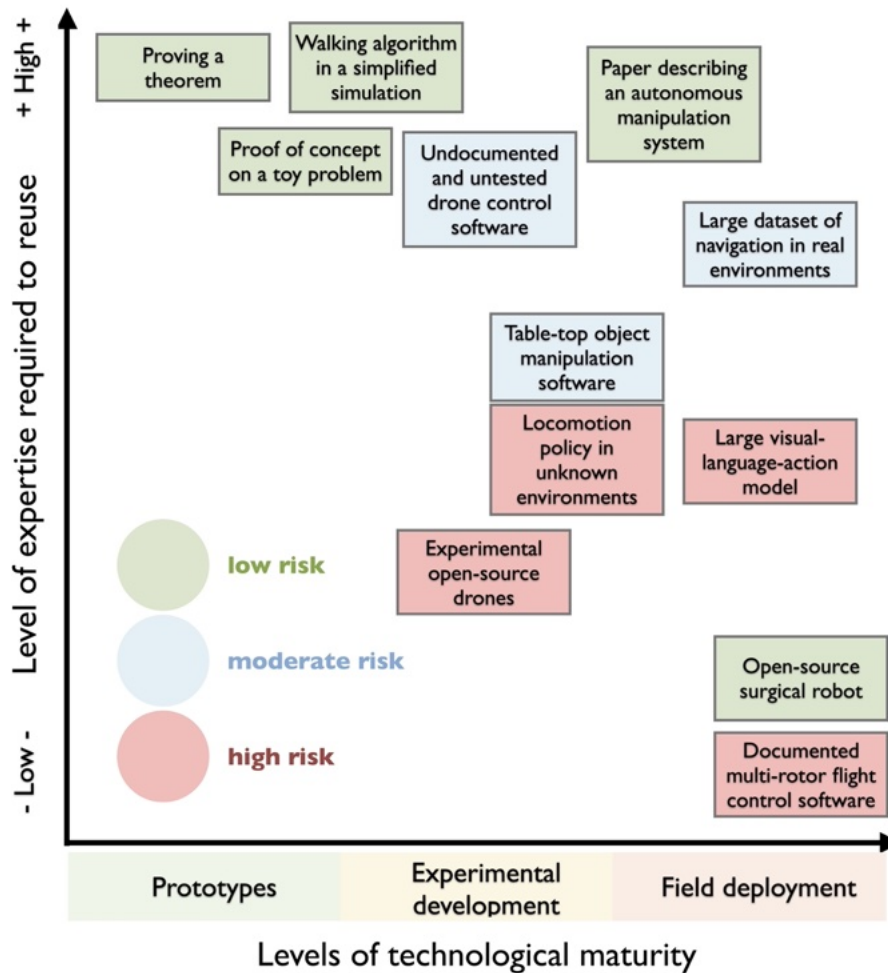 + High +
Level of expertise required to reuse
- Low -
Proving a
theorem
Walking algorithm
in a simplified
simulation
Paper describing
an autonomous
manipulation
system
Proof of concept
on a toy problem
Undocumented
and untested
drone control
software
Large dataset of
navigation in real
environments
Table-top object
manipulation
software
Locomotion
policy in
unknown
environments
Large visual-
language-action
model
Experimental
open-source
drones
low risk
moderate risk
high risk
Open-source
surgical robot
Documented
multi-rotor flight
control software
Prototypes
Experimental
development
Field deployment
Levels of technological maturity